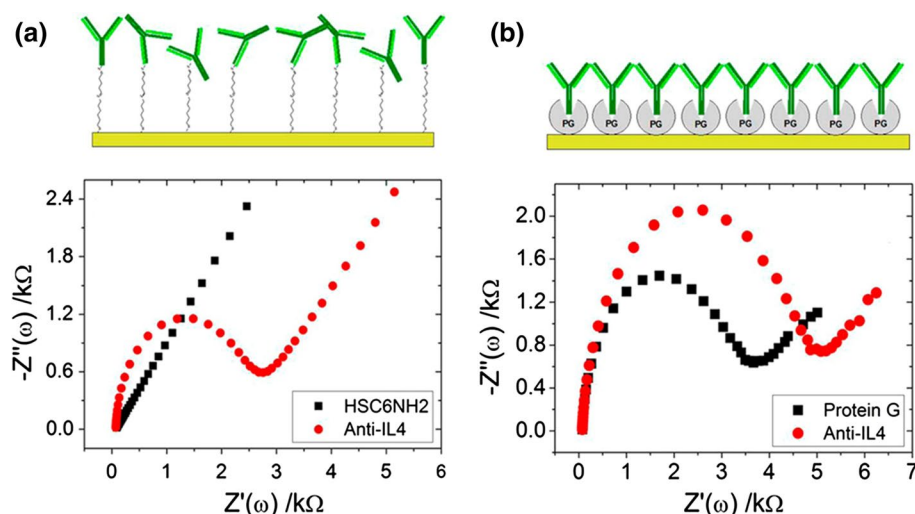 (a)
(b)
PG PG PG PG PG PG PG PG
-Z"(ω) /kΩ
2.4
1.8
1.2
0.6
0.0
HSC6NH2
Anti-IL4
0 1 2 3 4 5 6
Z'(ω) /kΩ
-Z"(ω) /kΩ
2.0
1.6
1.2
0.8
0.4
0.0
Protein G
Anti-IL4
0 1 2 3 4 5 6 7
Z'(ω) /kΩ